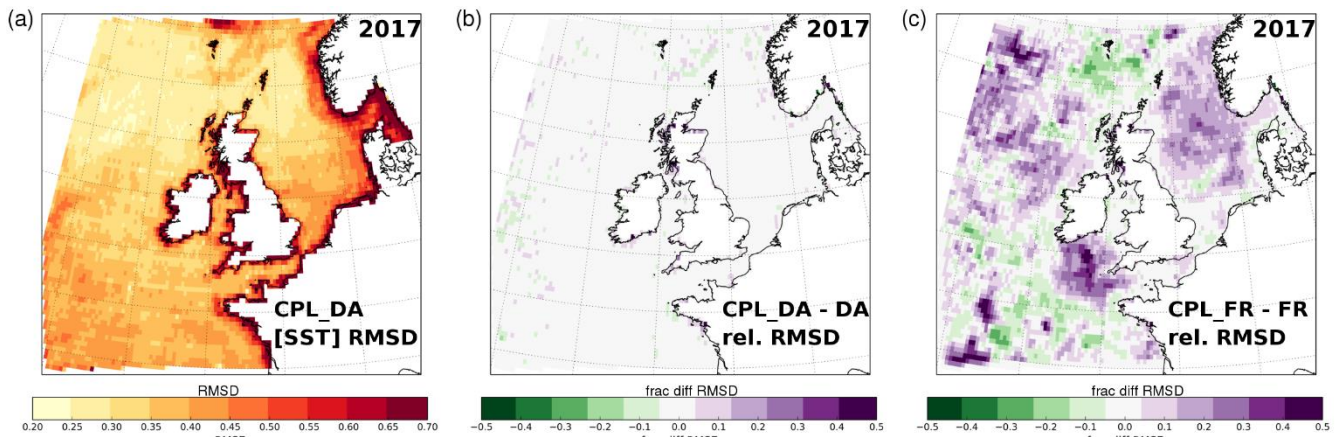 (a)
2017
CPL_DA
[SST] RMSD
RMSD
0.20 0.25 0.30 0.35 0.40 0.45 0.50 0.55 0.60 0.65 0.70
(b)
2017
CPL_DA - DA
rel. RMSD
frac diff RMSD
−0.5 −0.4 −0.3 −0.2 −0.1 0.0 0.1 0.2 0.3 0.4 0.5
(c)
2017
CPL_FR - FR
rel. RMSD
frac diff RMSD
−0.5 −0.4 −0.3 −0.2 −0.1 0.0 0.1 0.2 0.3 0.4 0.5